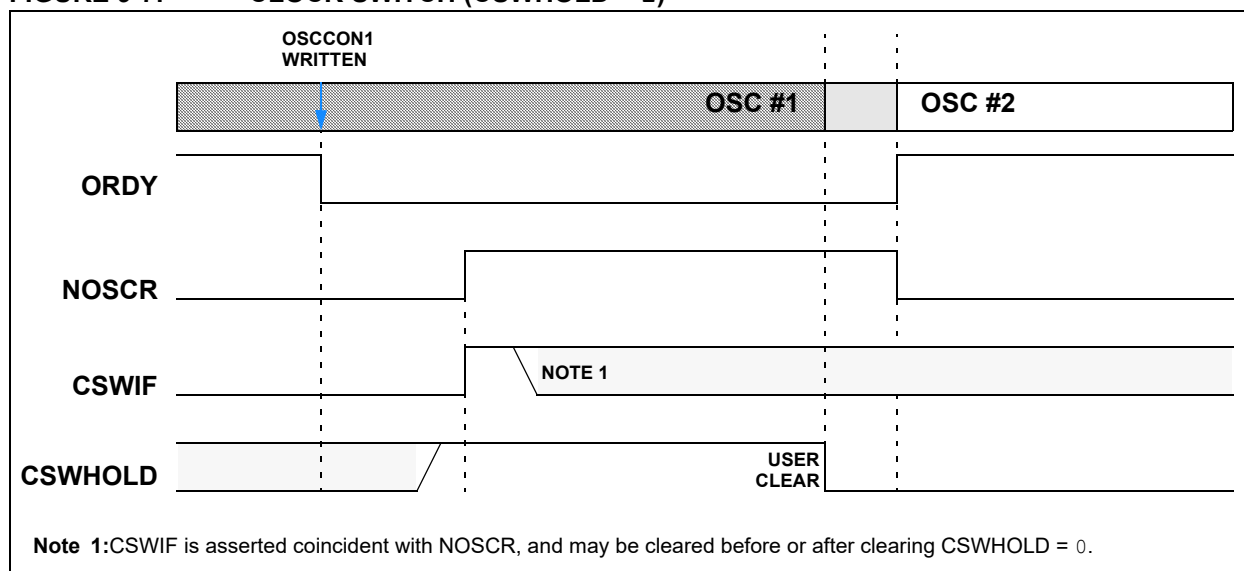 OSCCON1
WRITTEN
OSC #1
OSC #2
ORDY
NOSCR
CSWIF
NOTE 1
CSWHOLD
USER
CLEAR
Note 1:CSWIF is asserted coincident with NOSCR, and may be cleared before or after clearing CSWHOLD = 0.